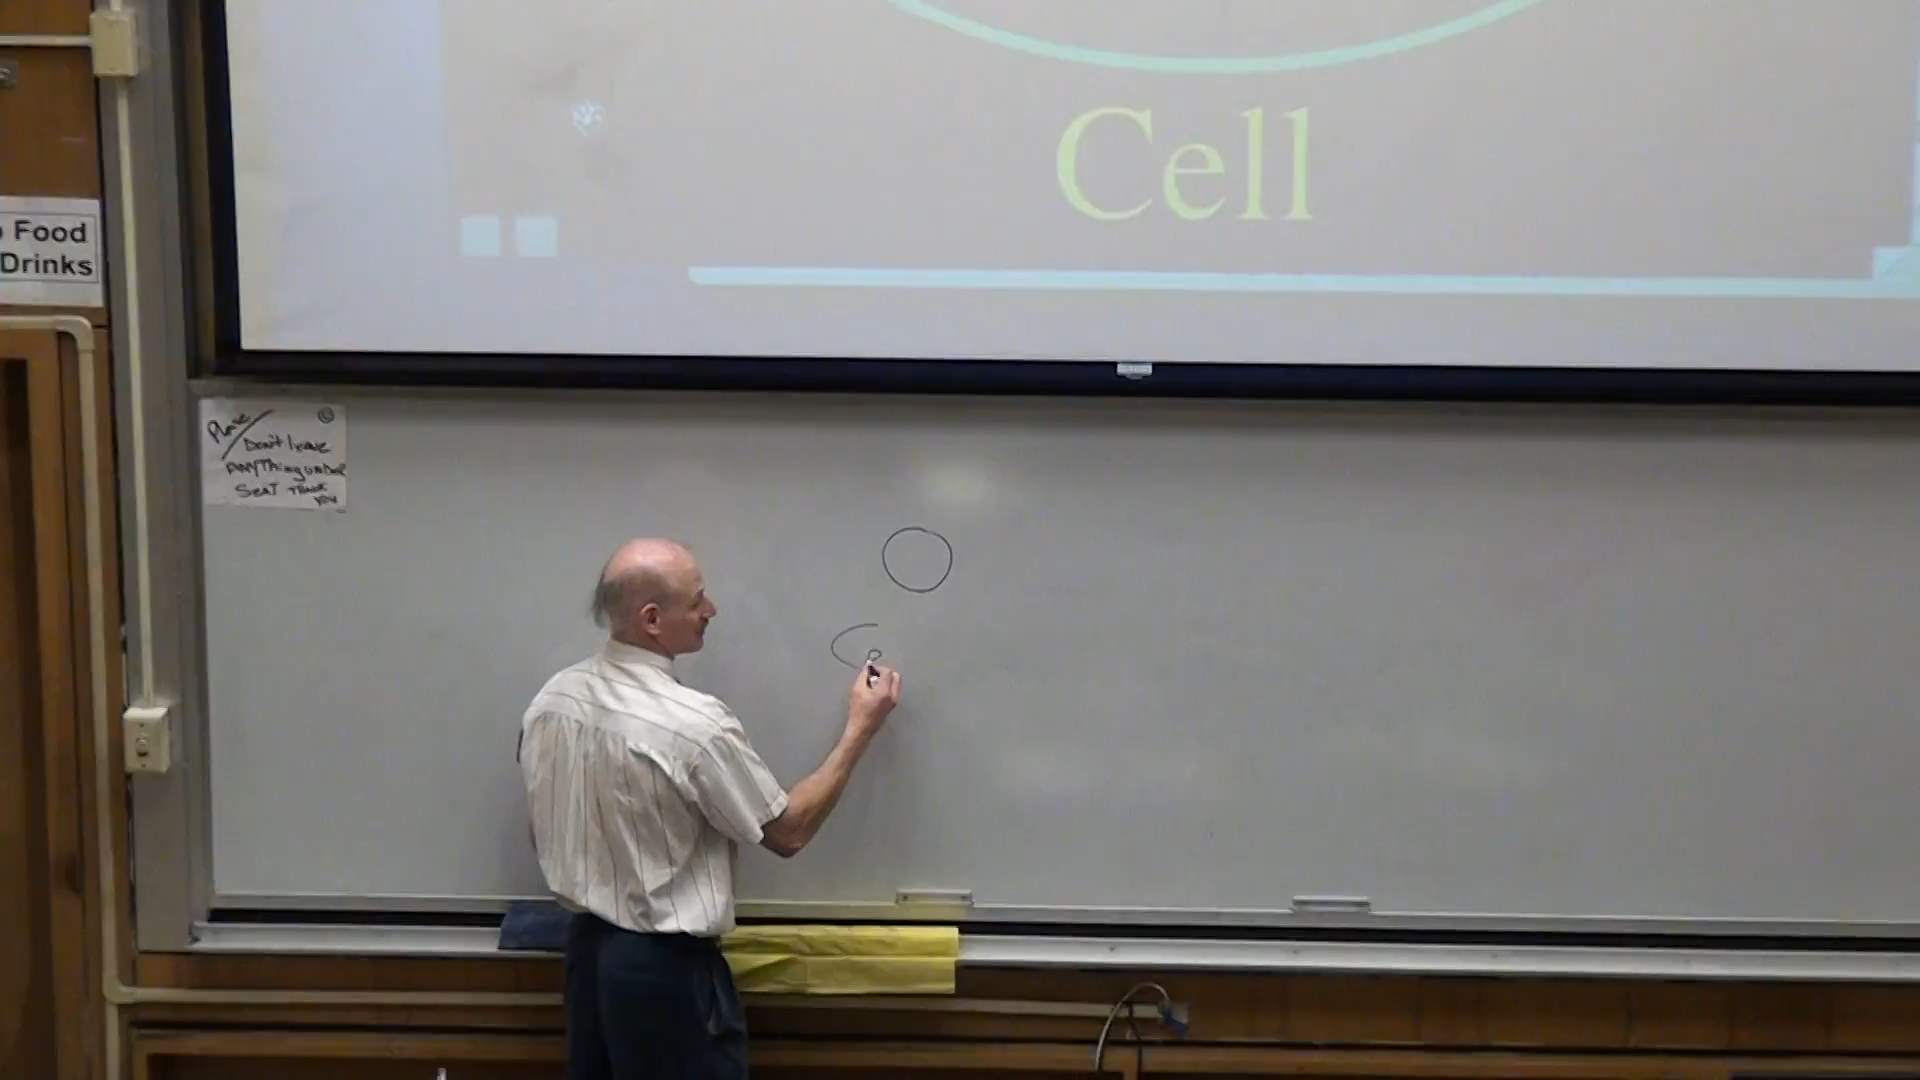 Cell
Food
Drinks
Please
Don't leave
ANYThing under
Seat Thank
you